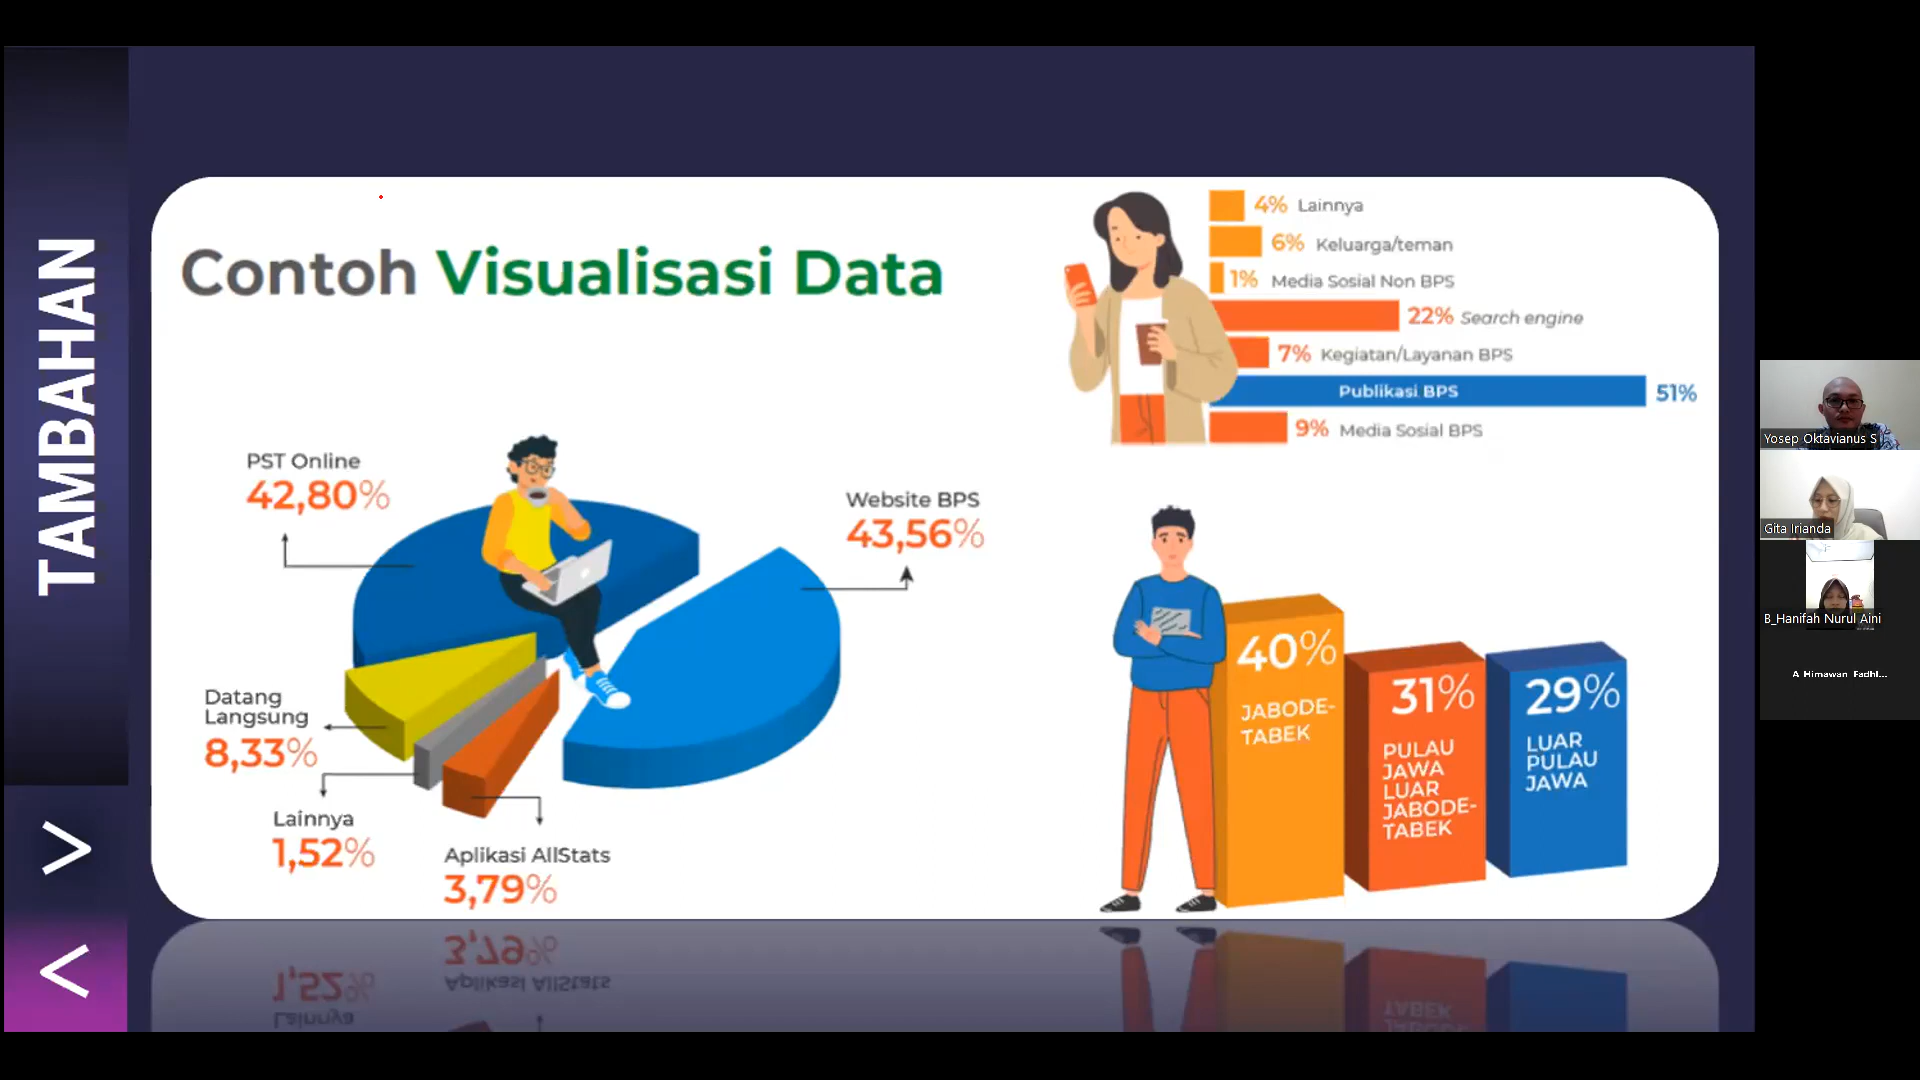 TAMBAHAN
Contoh Visualisasi Data
4% Lainnya
6% Keluarga/teman
1% Media Sosial Non BPS
22% Search engine
7% Kegiatan/Layanan BPS
Publikasi BPS 51%
9% Media Sosial BPS
PST Online
42,80%
Website BPS
43,56%
Datang
Langsung
8,33%
Lainnya
1,52%
Aplikasi AllStats
3,79%
40%
JABODE-
TABEK
31%
PULAU
JAWA
LUAR
JABODE-
TABEK
29%
LUAR
PULAU
JAWA
Yosep Oktavianus S
Gita Irianda
B_Hanifah Nurul Aini
A_Himawan_Fadhl...